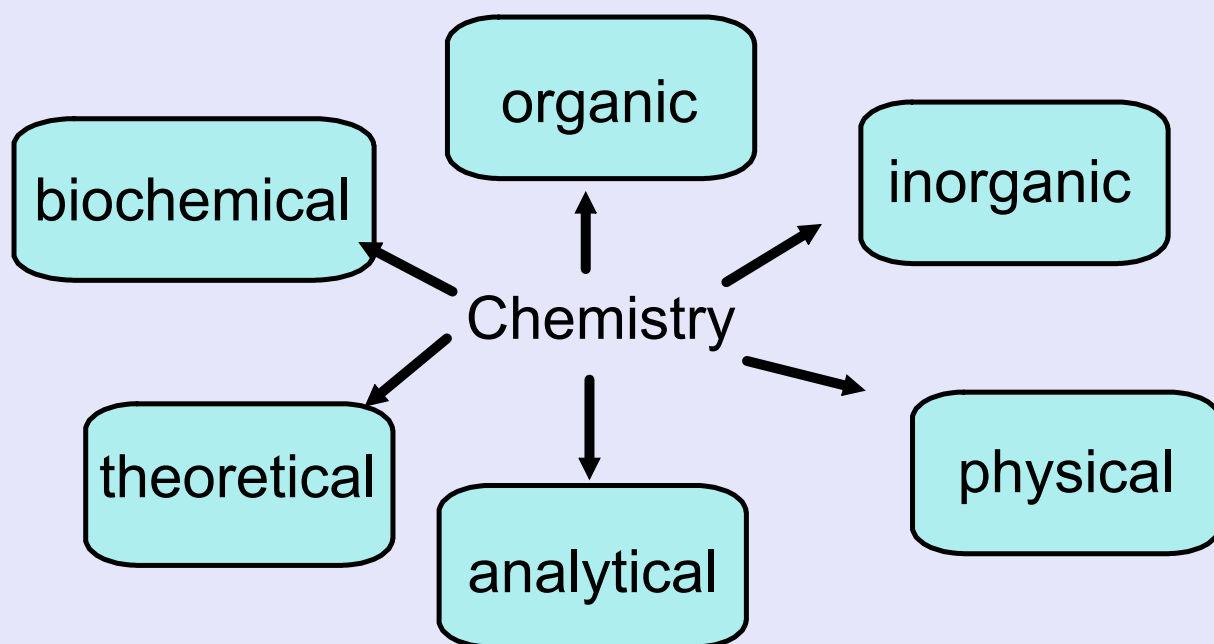 organic
inorganic
biochemical
Chemistry
theoretical
physical
analytical